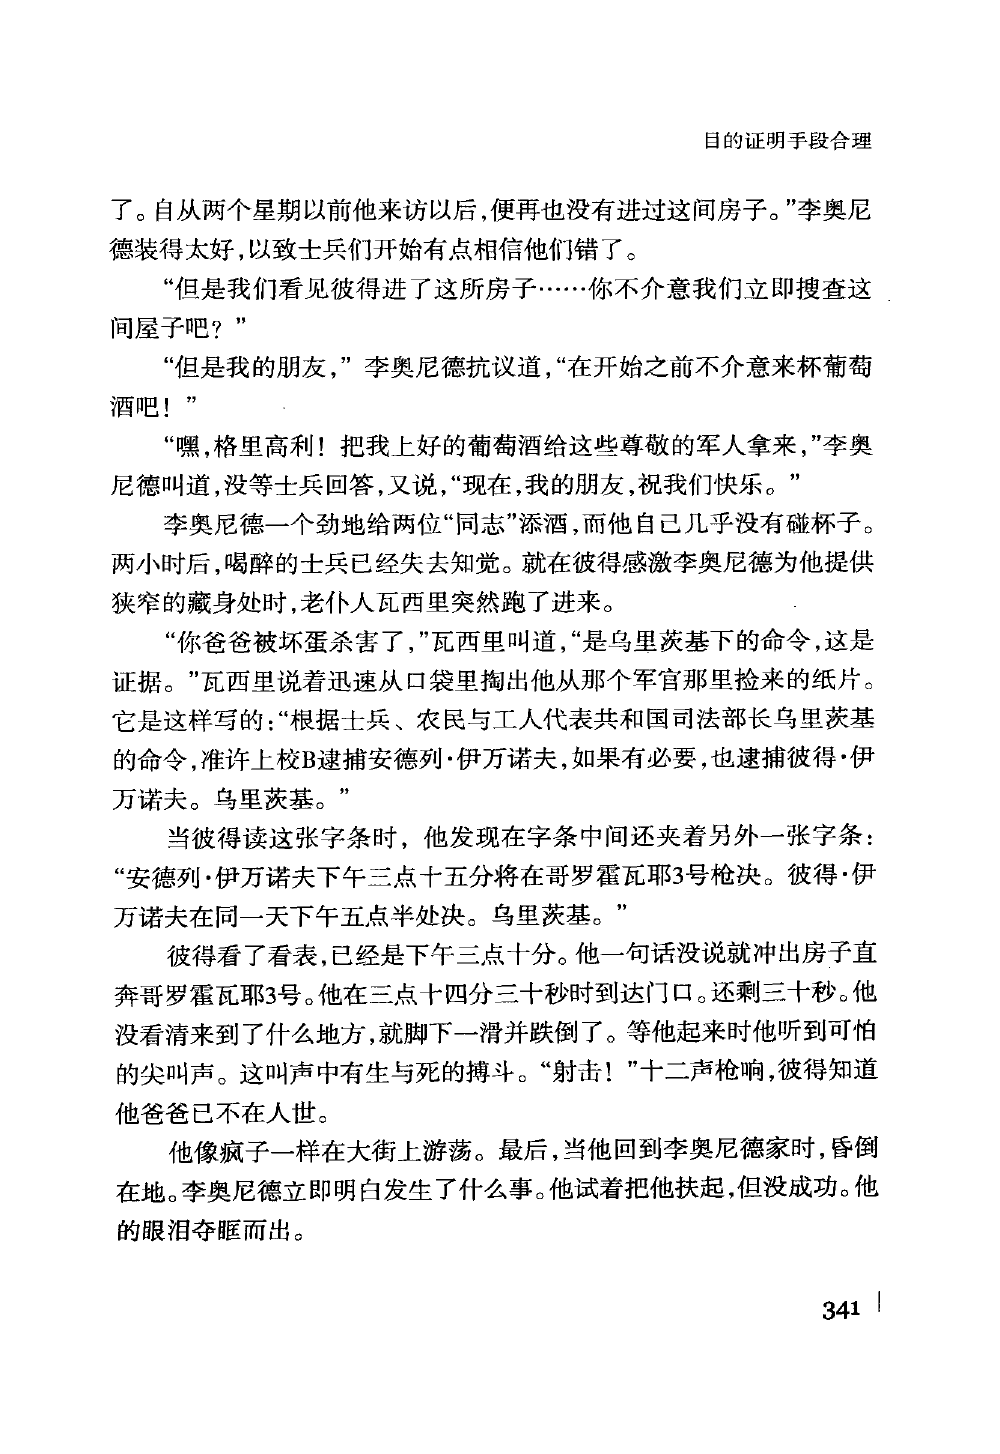 目的证明手段合理
了。自从两个星期以前他来访以后,便再也没有进过这间房子。”李奥尼
德装得太好,以致士兵们开始有点相信他们错了。
“但是我们看见彼得进了这所房子……你不介意我们立即搜查这
间屋子吧？”
“但是我的朋友,”李奥尼德抗议道,“在开始之前不介意来杯葡萄
酒吧！”
“嘿,格里高利！把我上好的葡萄酒给这些尊敬的军人拿来,”李奥
尼德叫道,没等士兵回答,又说,“现在,我的朋友,祝我们快乐。”
李奥尼德一个劲地给两位“同志”添酒,而他自己几乎没有碰杯子。
两小时后,喝醉的士兵已经失去知觉。就在彼得感激李奥尼德为他提供
狭窄的藏身处时,老仆人瓦西里突然跑了进来。
“你爸爸被坏蛋杀害了,”瓦西里叫道,“是乌里茨基下的命令,这是
证据。”瓦西里说着迅速从口袋里掏出他从那个军官那里捡来的纸片。
它是这样写的:“根据士兵、农民与工人代表共和国司法部长乌里茨基
的命令,准许上校B逮捕安德列·伊万诺夫,如果有必要,也逮捕彼得·伊
万诺夫。乌里茨基。”
当彼得读这张字条时，他发现在字条中间还夹着另外一张字条:
“安德列·伊万诺夫下午三点十五分将在哥罗霍瓦耶3号枪决。彼得·伊
万诺夫在同一天下午五点半处决。乌里茨基。”
彼得看了看表,已经是下午三点十分。他一句话没说就冲出房子直
奔哥罗霍瓦耶3号。他在三点十四分三十秒时到达门口。还剩三十秒。他
没看清来到了什么地方,就脚下一滑并跌倒了。等他起来时他听到可怕
的尖叫声。这叫声中有生与死的搏斗。“射击！”十二声枪响,彼得知道
他爸爸已不在人世。
他像疯子一样在大街上游荡。最后,当他回到李奥尼德家时,昏倒
在地。李奥尼德立即明白发生了什么事。他试着把他扶起,但没成功。他
的眼泪夺眶而出。
341